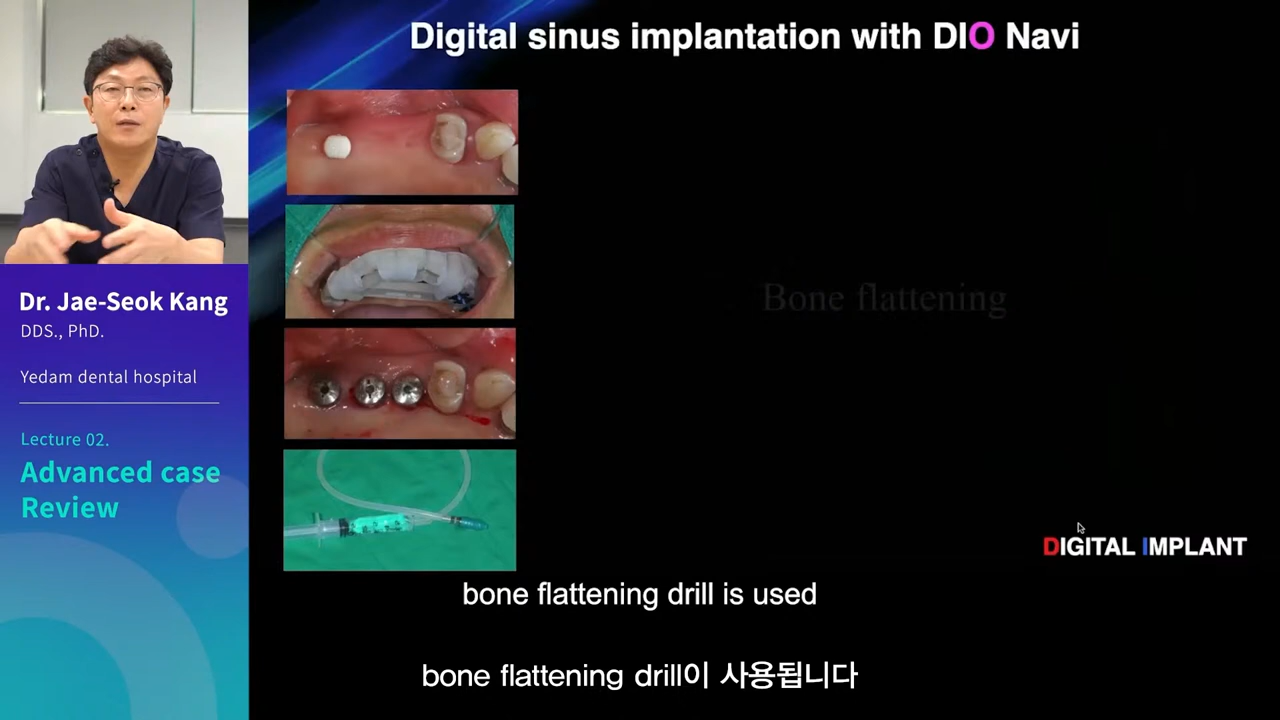 Digital sinus implantation with DIO Navi
Dr. Jae-Seok Kang
DDS., PhD.
Yedam dental hospital
Lecture 02.
Advanced case
Review
Bone flattening
DIGITAL IMPLANT
bone flattening drill is used
bone flattening drill이 사용됩니다